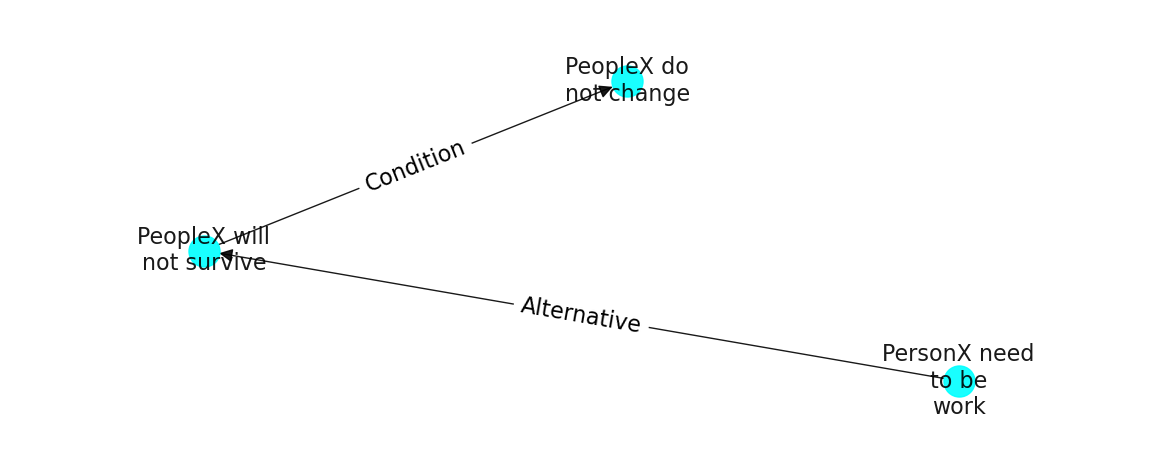 PeopleX do
not change
Condition
PeopleX will
not survive
Alternative
PersonX need
to be
work